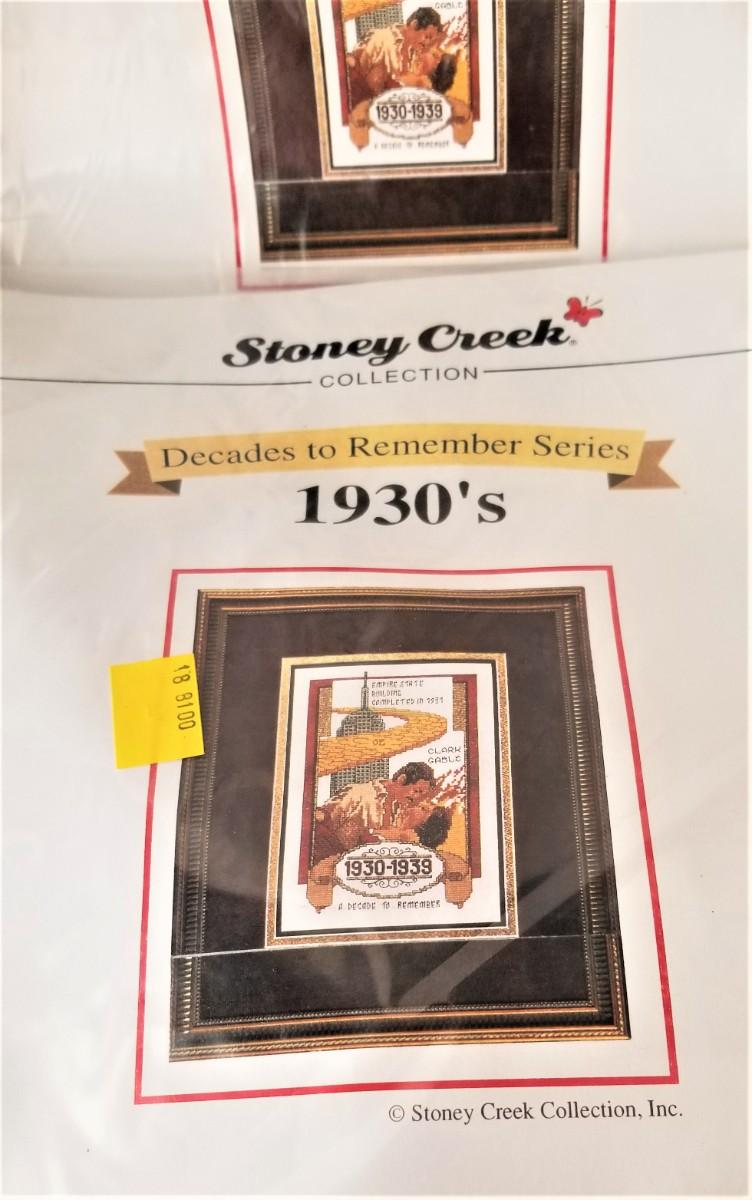 GABLE
1930-1939
A DECADE TO REMEMBER
Stoney Creek®
COLLECTION
Decades to Remember Series
1930's
18 8100
EMPIRE STATE
BUILDING
COMPLETED IN 1931
OZ
CLARK
GABLE
1930-1939
A DECADE TO REMEMBER
© Stoney Creek Collection, Inc.